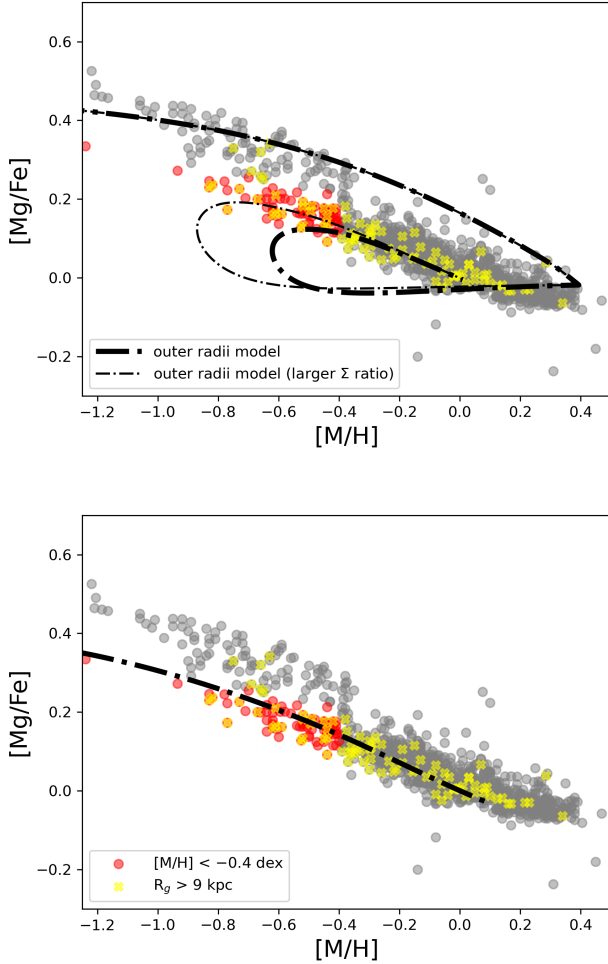 0.6
0.4
0.2
0.0
−0.2
[Mg/Fe]
outer radii model
outer radii model (larger Σ ratio)
−1.2 −1.0 −0.8 −0.6 −0.4 −0.2 0.0 0.2 0.4
[M/H]
0.6
0.4
0.2
0.0
−0.2
[Mg/Fe]
[M/H] < −0.4 dex
Rg > 9 kpc
−1.2 −1.0 −0.8 −0.6 −0.4 −0.2 0.0 0.2 0.4
[M/H]